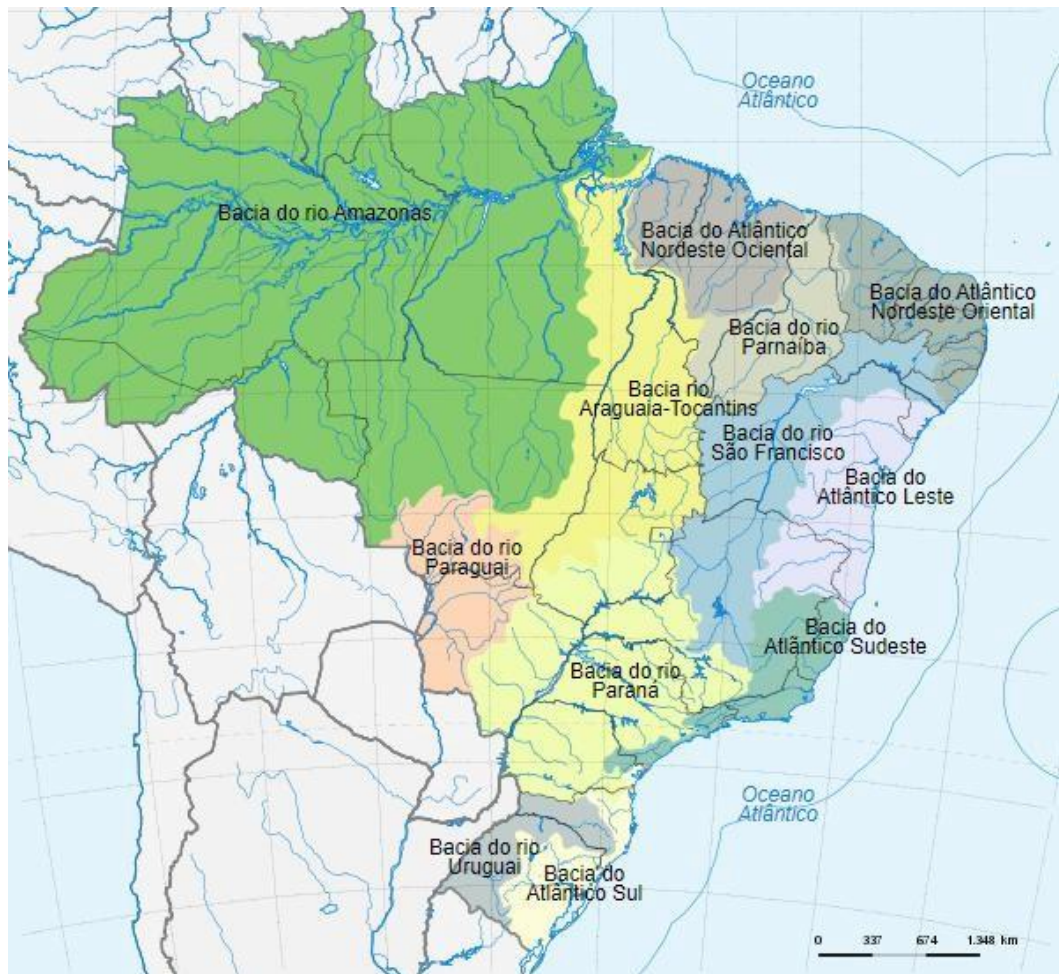 Oceano
Atlântico
Bacia do rio Amazonas
Bacia do Atlântico
Nordeste Ociental
Bacia do Atlântico
Nordeste Oriental
Bacia do rio
Parnaíba
Bacia rio
Araguaia-Tocantins
Bacia do rio
São Francisco
Bacia do
Atlântico Leste
Bacia do rio
Paraguai
Bacia do
Atlântico Sudeste
Bacia do rio
Paraná
Oceano
Atlântico
Bacia do rio
Uruguai
Bacia do
Atlântico Sul
0 337 674 1.348 km